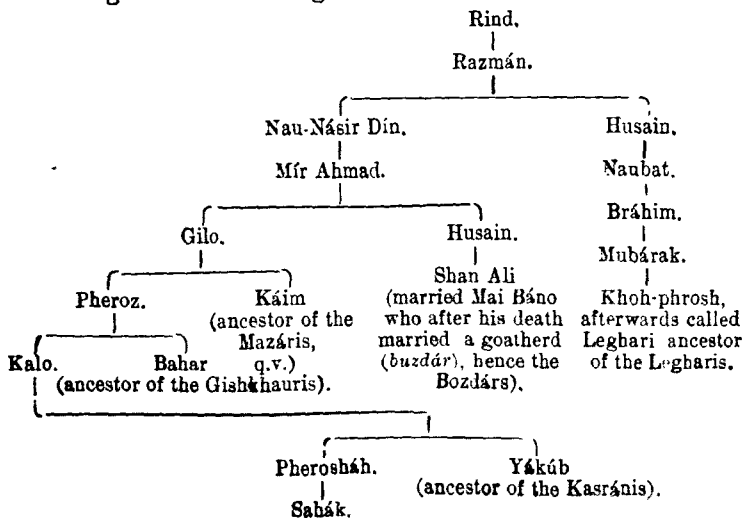 Rind.
Razmán.
Nau-Násir Dín. Husain.
Mír Ahmad. Naubat.
Gilo. Husain. Bráhim.
Mubárak.
Pheroz. Káim Shan Ali Khoh-phrosh,
(ancestor of the (married Mai Báno afterwards called
Mazáris, who after his death Leghari ancestor
Kalo. Bahar q.v.) married a goatherd of the Legharis.
(ancestor of the Gishkhauris). (buzdár), hence the
Bozdárs).
Pherosháh. Yákúb
(ancestor of the Kasránis).
Sahák.